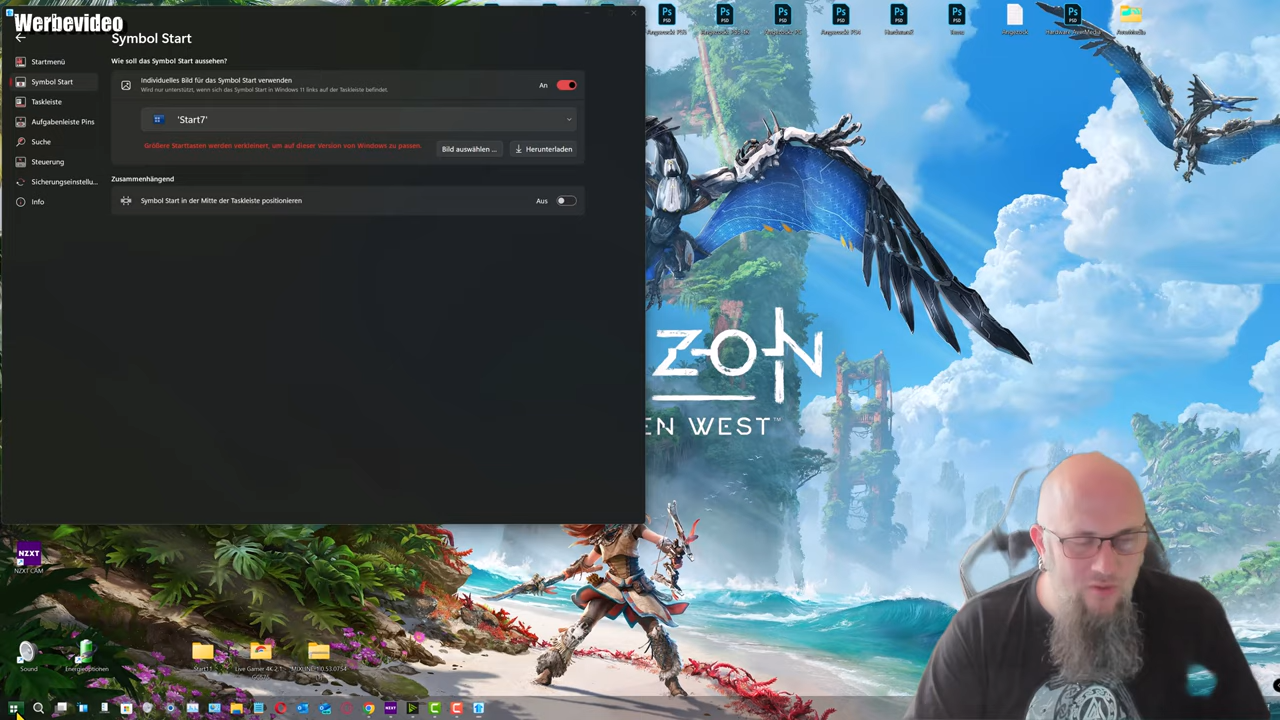 Werbevideo
Symbol Start
Startmenü
Symbol Start
Taskleiste
Aufgabenleiste Pins
Suche
Steuerung
Sicherungseinstellu...
Info
Wie soll das Symbol Start aussehen?
Individuelles Bild für das Symbol Start verwenden
Wird nur unterstützt, wenn sich das Symbol Start in Windows 11 links auf der Taskleiste befindet.
An
'Start7'
Größere Starttasten werden verkleinert, um auf dieser Version von Windows zu passen.
Bild auswählen ...
Herunterladen
Zusammenhängend
Symbol Start in der Mitte der Taskleiste positionieren
Aus
ZON
EN WEST™
NZXT
NZXT CAM
Sound
Energieoptionen
Start11